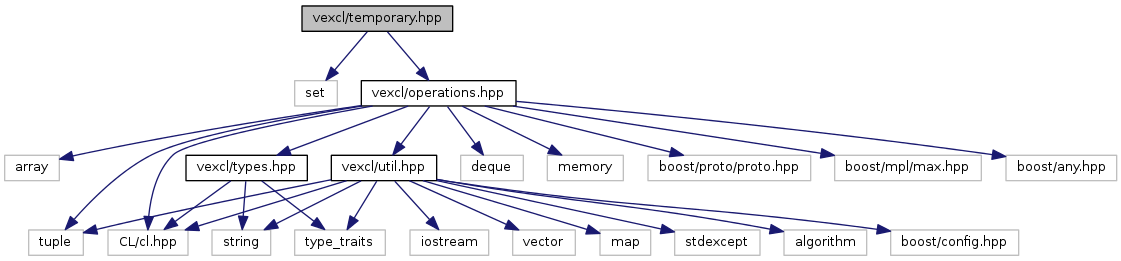 vexcl/temporary.hpp
set
vexcl/operations.hpp
array
vexcl/types.hpp
vexcl/util.hpp
deque
memory
boost/proto/proto.hpp
boost/mpl/max.hpp
boost/any.hpp
tuple
CL/cl.hpp
string
type_traits
iostream
vector
map
stdexcept
algorithm
boost/config.hpp